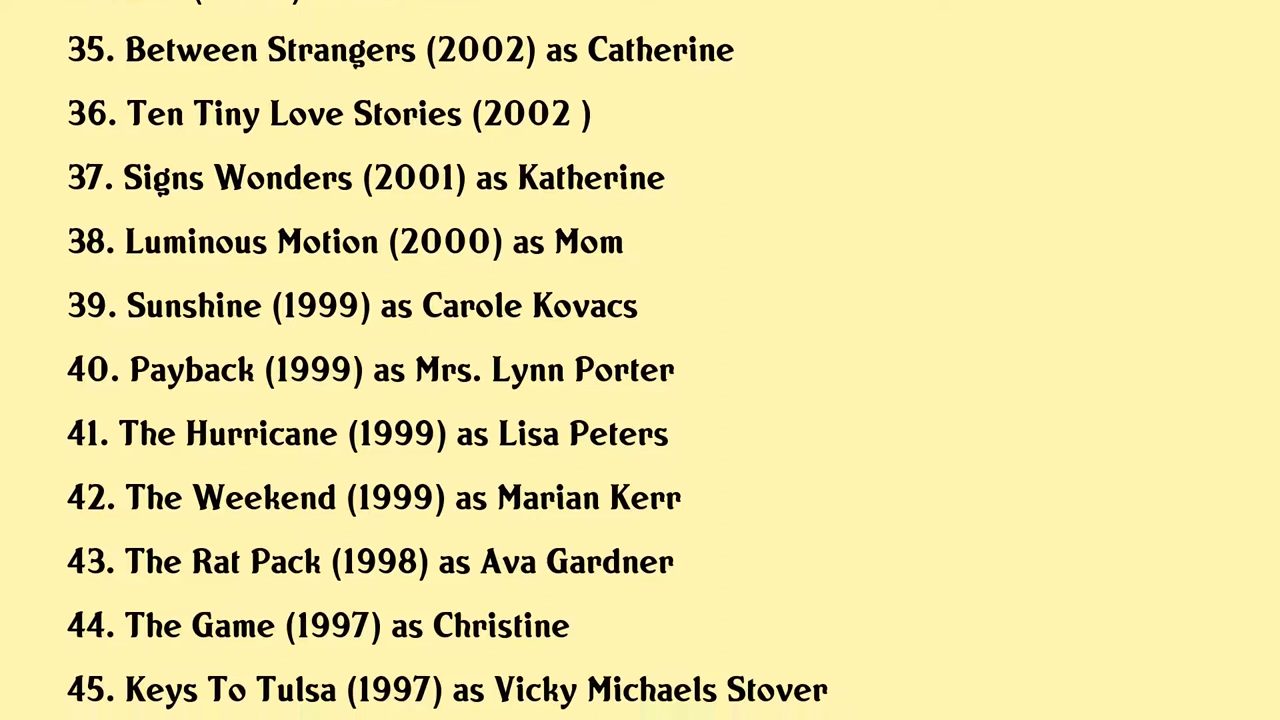 35. Between Strangers (2002) as Catherine
36. Ten Tiny Love Stories (2002 )
37. Signs Wonders (2001) as Katherine
38. Luminous Motion (2000) as Mom
39. Sunshine (1999) as Carole Kovacs
40. Payback (1999) as Mrs. Lynn Porter
41. The Hurricane (1999) as Lisa Peters
42. The Weekend (1999) as Marian Kerr
43. The Rat Pack (1998) as Ava Gardner
44. The Game (1997) as Christine
45. Keys To Tulsa (1997) as Vicky Michaels Stover